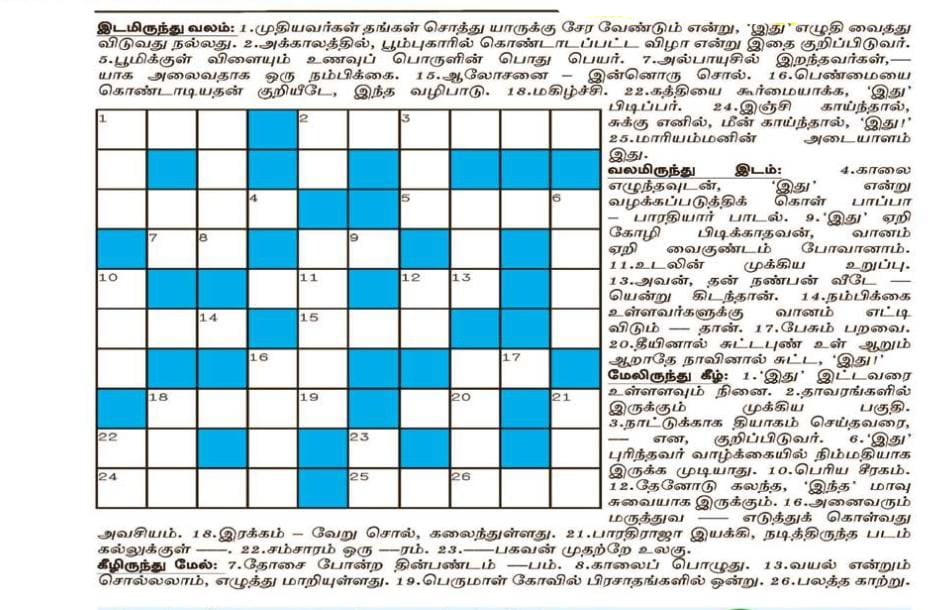 இடமிருந்து வலம்: 1.முதியவர்கள் தங்கள் சொத்து யாருக்கு சேர வேண்டும் என்று, 'இது' எழுதி வைத்து
விடுவது நல்லது. 2.அக்காலத்தில், பூம்புகாரில் கொண்டாடப்பட்ட விழா என்று இதை குறிப்பிடுவர்.
5.பூமிக்குள் விளையும் உணவுப் பொருளின் பொது பெயர். 7.அல்பாயுசில் இறந்தவர்கள்,—
யாக அலைவதாக ஒரு நம்பிக்கை. 15.ஆலோசனை – இன்னொரு சொல். 16.பெண்மையை
கொண்டாடியதன் குறியீடே, இந்த வழிபாடு. 18.மகிழ்ச்சி. 22.கத்தியை கூர்மையாக்க, 'இது'
பிடிப்பர். 24.இஞ்சி காய்ந்தால்,
சுக்கு எனில், மீன் காய்ந்தால், 'இது!'
25.மாரியம்மனின் அடையாளம்
இது.
வலமிருந்து இடம்: 4.காலை
எழுந்தவுடன், 'இது' என்று
வழக்கப்படுத்திக் கொள் பாப்பா
– பாரதியார் பாடல். 9.'இது' ஏறி
கோழி பிடிக்காதவன், வானம்
ஏறி வைகுண்டம் போவானாம்.
11.உடலின் முக்கிய உறுப்பு.
13.அவன், தன் நண்பன் வீடே —
யென்று கிடந்தான். 14.நம்பிக்கை
உள்ளவர்களுக்கு வானம் எட்டி
விடும் — தான். 17.பேசும் பறவை.
20.தீயினால் சுட்டபுண் உள் ஆறும்
ஆறாதே நாவினால் சுட்ட, 'இது!'
மேலிருந்து கீழ்: 1.'இது' இட்டவரை
உள்ளளவும் நினை. 2.தாவரங்களில்
இருக்கும் முக்கிய பகுதி.
3.நாட்டுக்காக தியாகம் செய்தவரை,
— என, குறிப்பிடுவர். 6.'இது'
புரிந்தவர் வாழ்க்கையில் நிம்மதியாக
இருக்க முடியாது. 10.பெரிய சீரகம்.
12.தேனோடு கலந்த, 'இந்த' மாவு
சுவையாக இருக்கும். 16.அனைவரும்
மருத்துவ — எடுத்துக் கொள்வது
அவசியம். 18.இரக்கம் – வேறு சொல், கலைந்துள்ளது. 21.பாரதிராஜா இயக்கி, நடித்திருந்த படம்
கல்லுக்குள் —. 22.சம்சாரம் ஒரு —ரம். 23.—பகவன் முதற்றே உலகு.
கீழிருந்து மேல்: 7.தோசை போன்ற தின்பண்டம் —பம். 8.காலைப் பொழுது. 13.வயல் என்றும்
சொல்லலாம், எழுத்து மாறியுள்ளது. 19.பெருமாள் கோவில் பிரசாதங்களில் ஒன்று. 26.பலத்த காற்று.
1 2 3
4 5 6
7 8 9
10 11 12 13
14 15
16 17
18 19 20 21
22 23
24 25 26